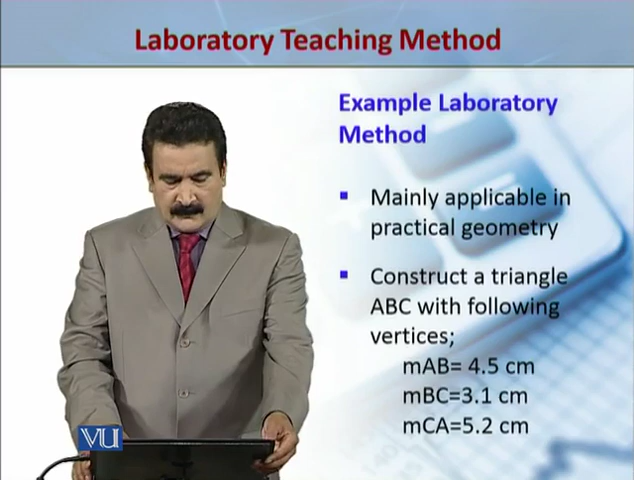 Laboratory Teaching Method
Example Laboratory
Method
Mainly applicable in
practical geometry
Construct a triangle
ABC with following
vertices;
mAB= 4.5 cm
mBC=3.1 cm
mCA=5.2 cm
VU